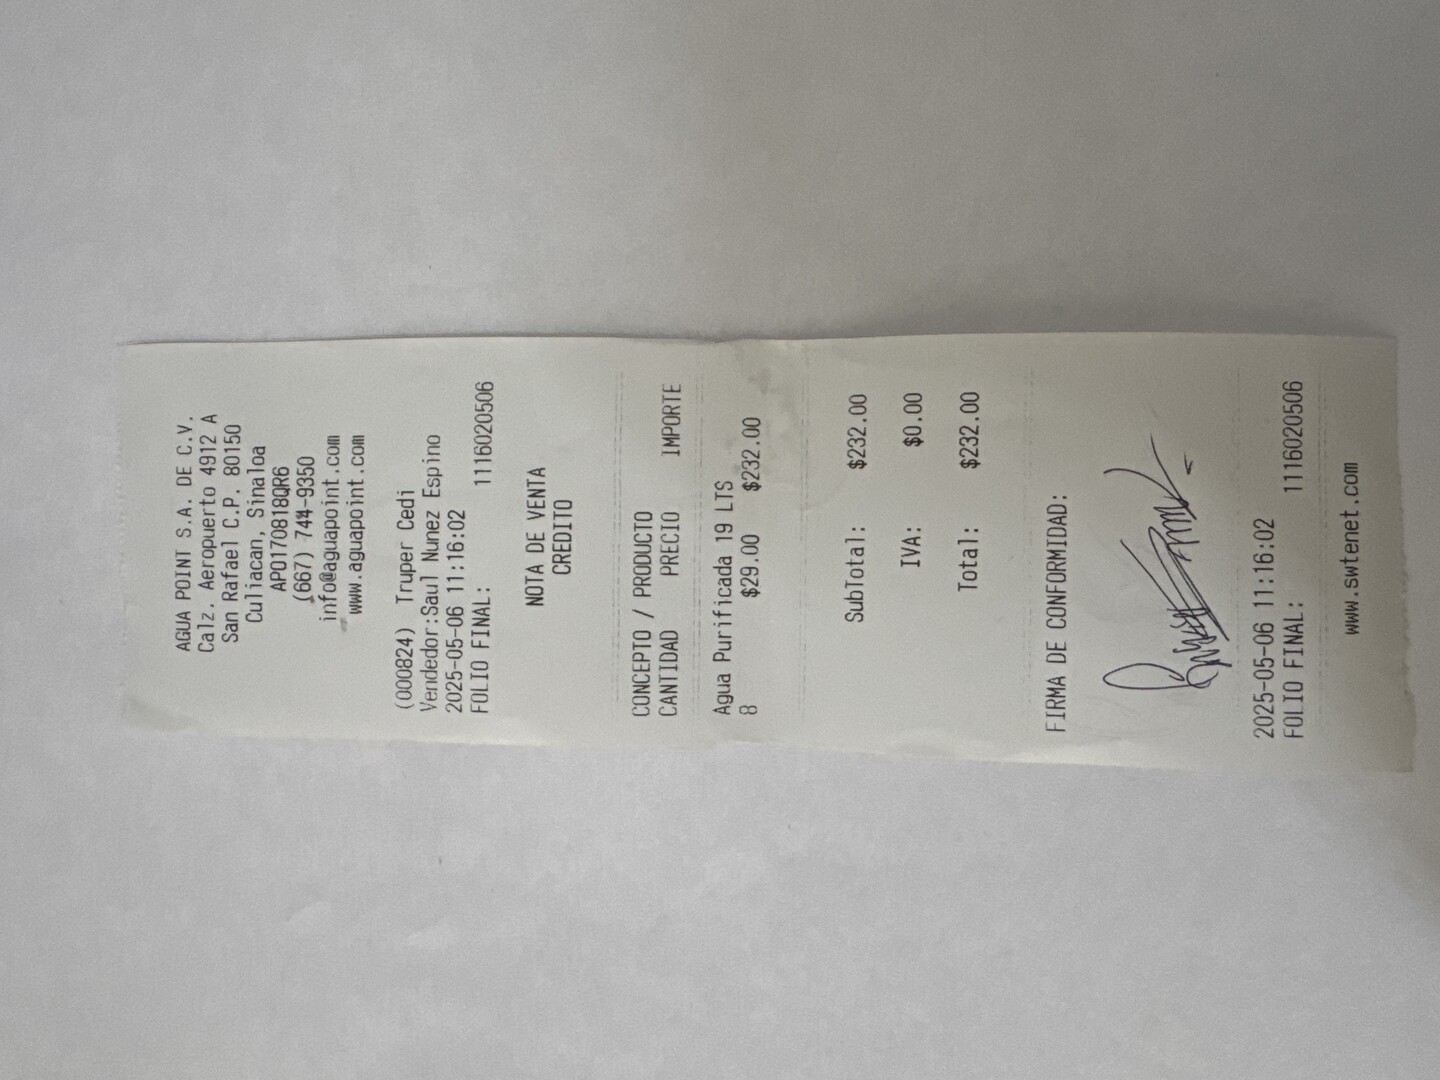 AGUA POINT S.A. DE C.V.
Calz. Aeropuerto 4912 A
San Rafael C.P. 80150
Culiacan, Sinaloa
APO170818QR6
(667) 744-9350
info@aguapoint.com
www.aguapoint.com
(000824) Truper Cedi
Vendedor:Saul Nunez Espino
2025-05-06 11:16:02
FOLIO FINAL: 1116020506
NOTA DE VENTA
CREDITO
CONCEPTO / PRODUCTO
CANTIDAD PRECIO IMPORTE
Agua Purificada 19 LTS
8 $29.00 $232.00
SubTotal: $232.00
IVA: $0.00
Total: $232.00
FIRMA DE CONFORMIDAD:
2025-05-06 11:16:02
FOLIO FINAL: 1116020506
www.swtenet.com